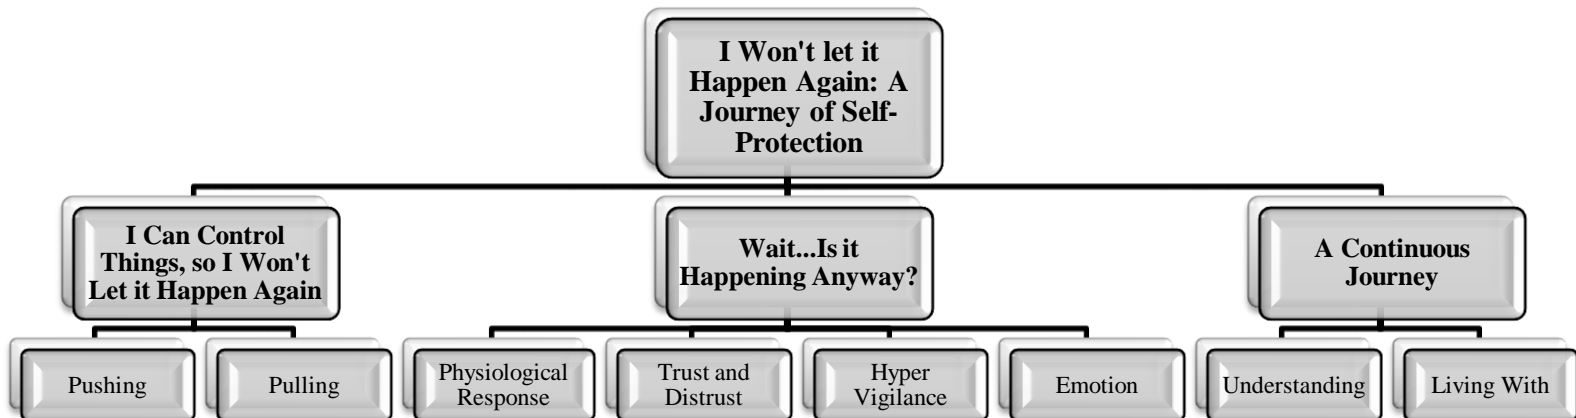 I Won't let it
Happen Again: A
Journey of Self-
Protection
I Can Control
Things, so I Won't
Let it Happen Again
Wait...Is it
Happening Anyway?
A Continuous
Journey
Pushing
Pulling
Physiological
Response
Trust and
Distrust
Hyper
Vigilance
Emotion
Understanding
Living With